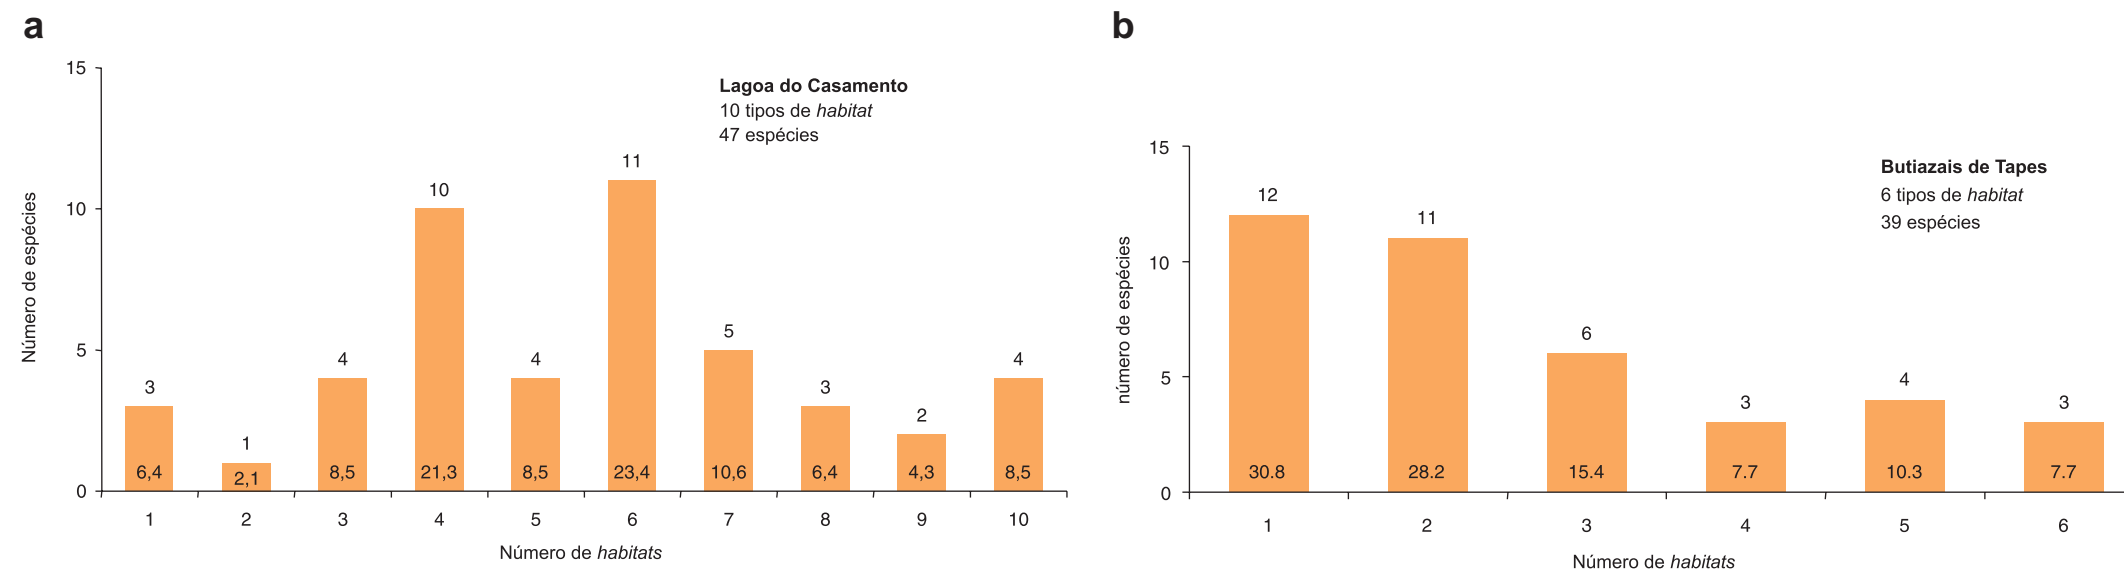 a
Lagoa do Casamento
10 tipos de habitat
47 espécies
Número de espécies
15
10
5
0
3
1
4
10
4
11
5
3
2
4
6,4
2,1
8,5
21,3
8,5
23,4
10,6
6,4
4,3
8,5
1 2 3 4 5 6 7 8 9 10
Número de habitats
b
Butiazais de Tapes
6 tipos de habitat
39 espécies
número de espécies
15
10
5
0
12
11
6
3
4
3
30.8
28.2
15.4
7.7
10.3
7.7
1 2 3 4 5 6
Número de habitats